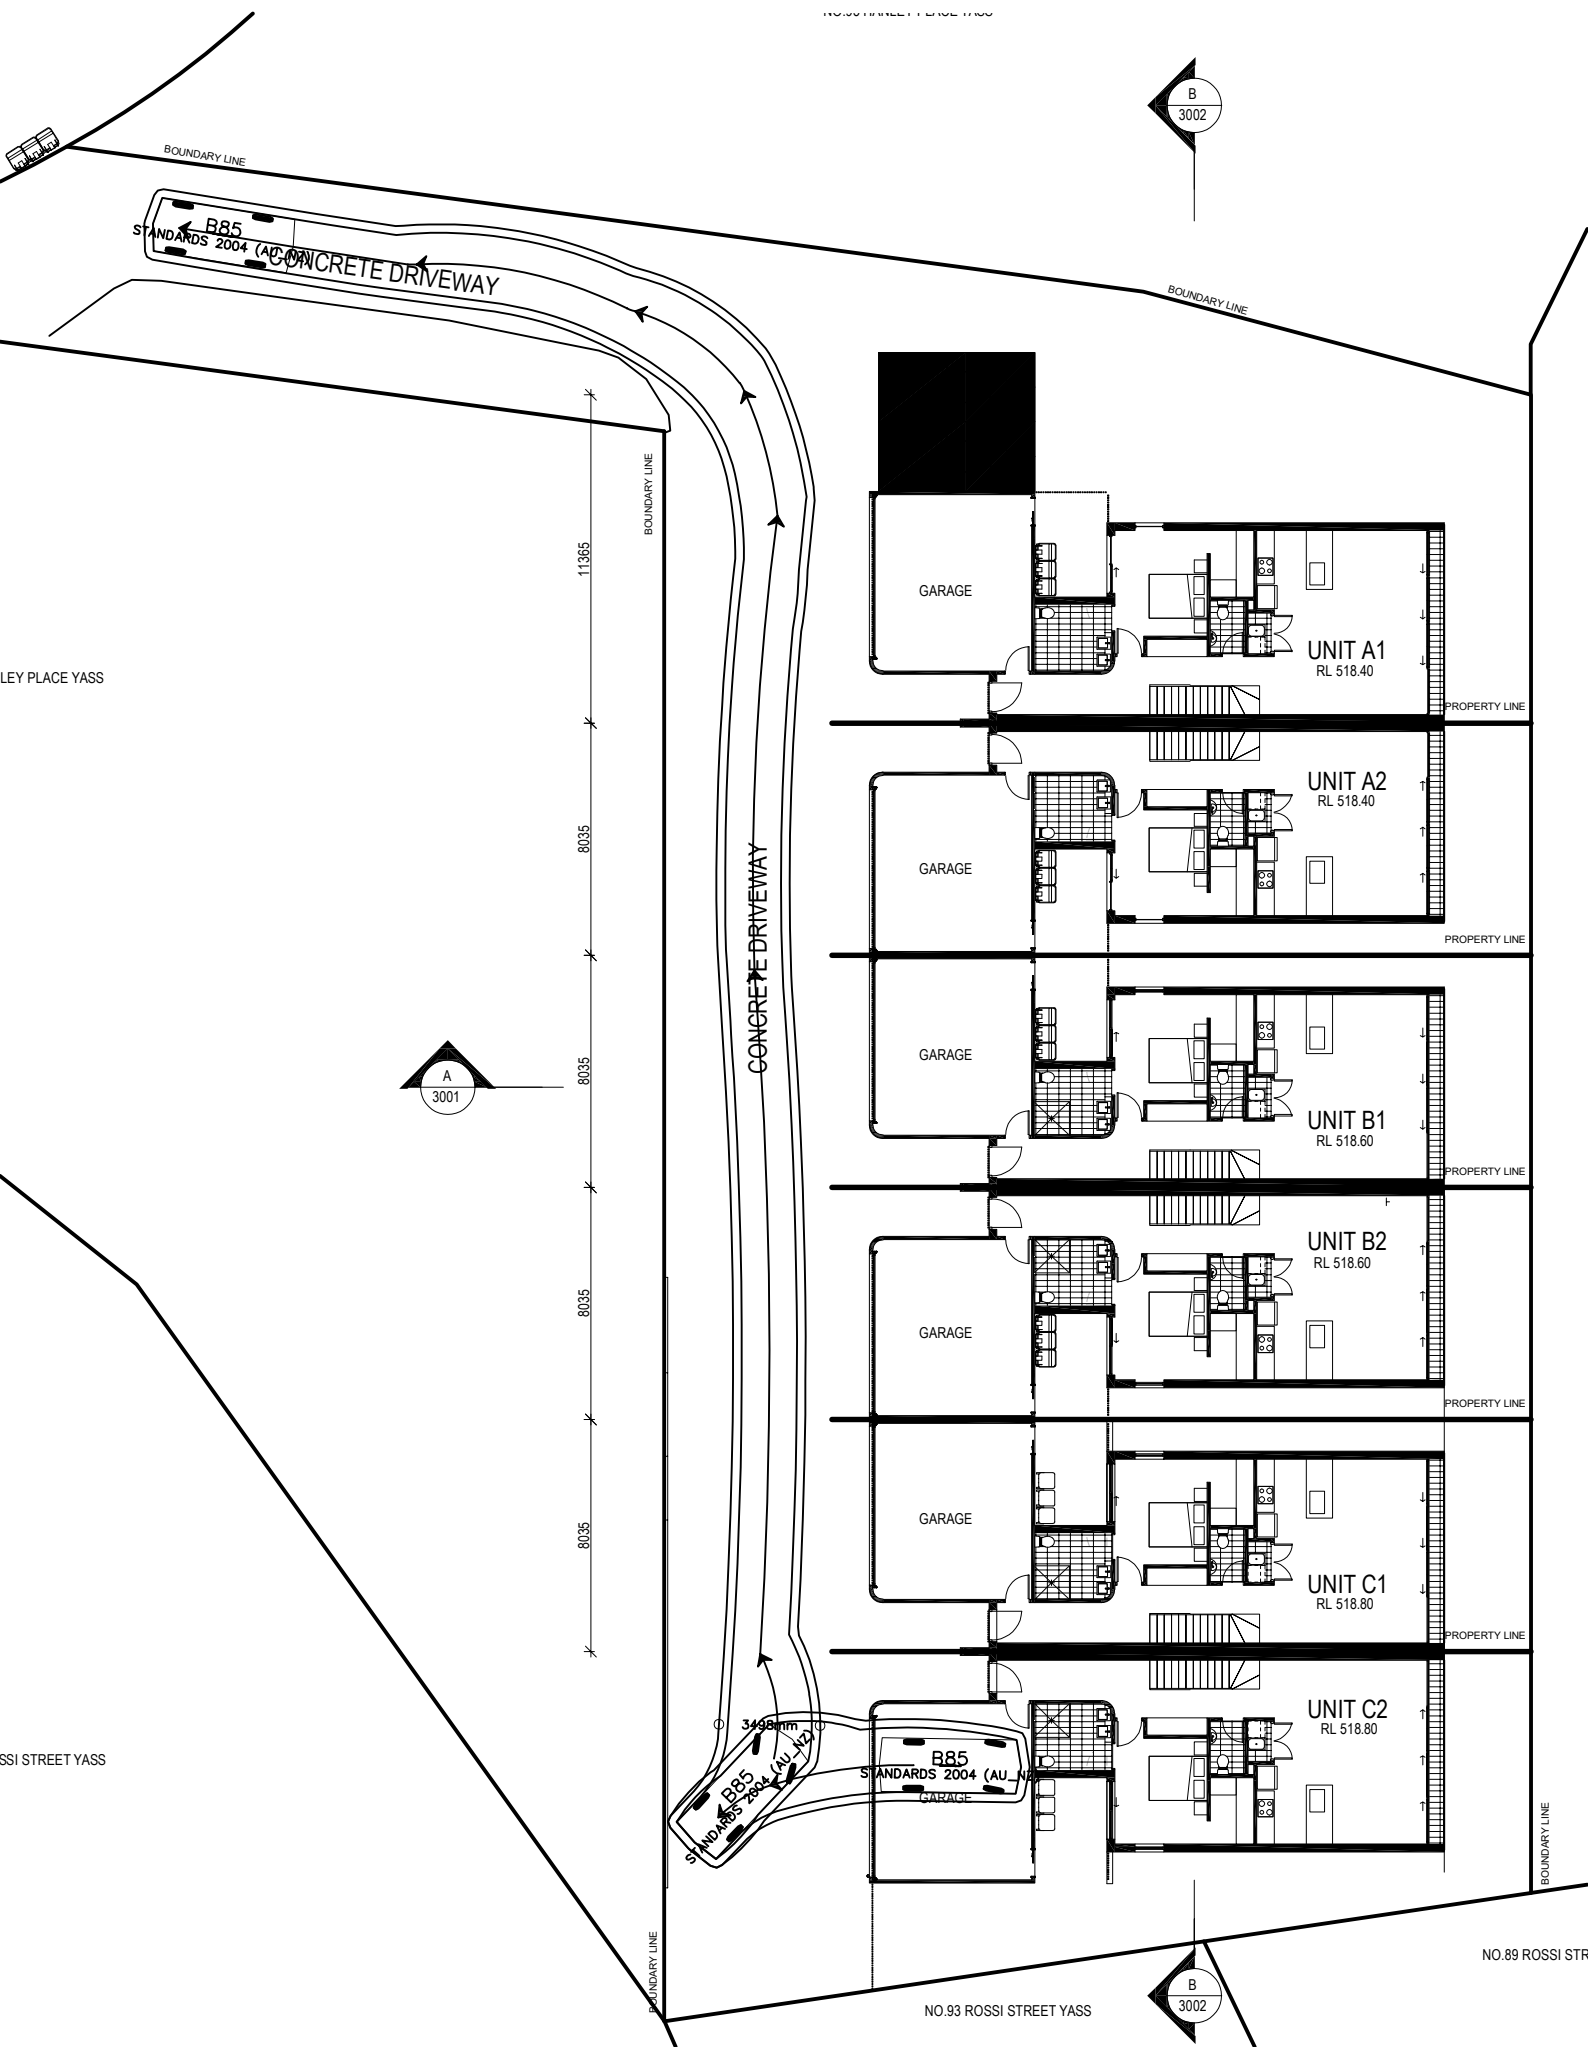 B
3002
BOUNDARY LINE
B85
STANDARDS 2004 (AU_NZ)
CONCRETE DRIVEWAY
BOUNDARY LINE
BOUNDARY LINE
11365
GARAGE
UNIT A1
RL 518.40
LEY PLACE YASS
PROPERTY LINE
UNIT A2
RL 518.40
8035
GARAGE
CONCRETE DRIVEWAY
PROPERTY LINE
GARAGE
8035
A
3001
UNIT B1
RL 518.60
PROPERTY LINE
UNIT B2
RL 518.60
8035
GARAGE
PROPERTY LINE
GARAGE
8035
UNIT C1
RL 518.80
PROPERTY LINE
UNIT C2
RL 518.80
3498mm
B85
STANDARDS 2004 (AU_NZ)
B85
STANDARDS 2004 (AU_NZ
GARAGE
SSI STREET YASS
BOUNDARY LINE
BOUNDARY LINE
NO.89 ROSSI STR
B
3002
NO.93 ROSSI STREET YASS